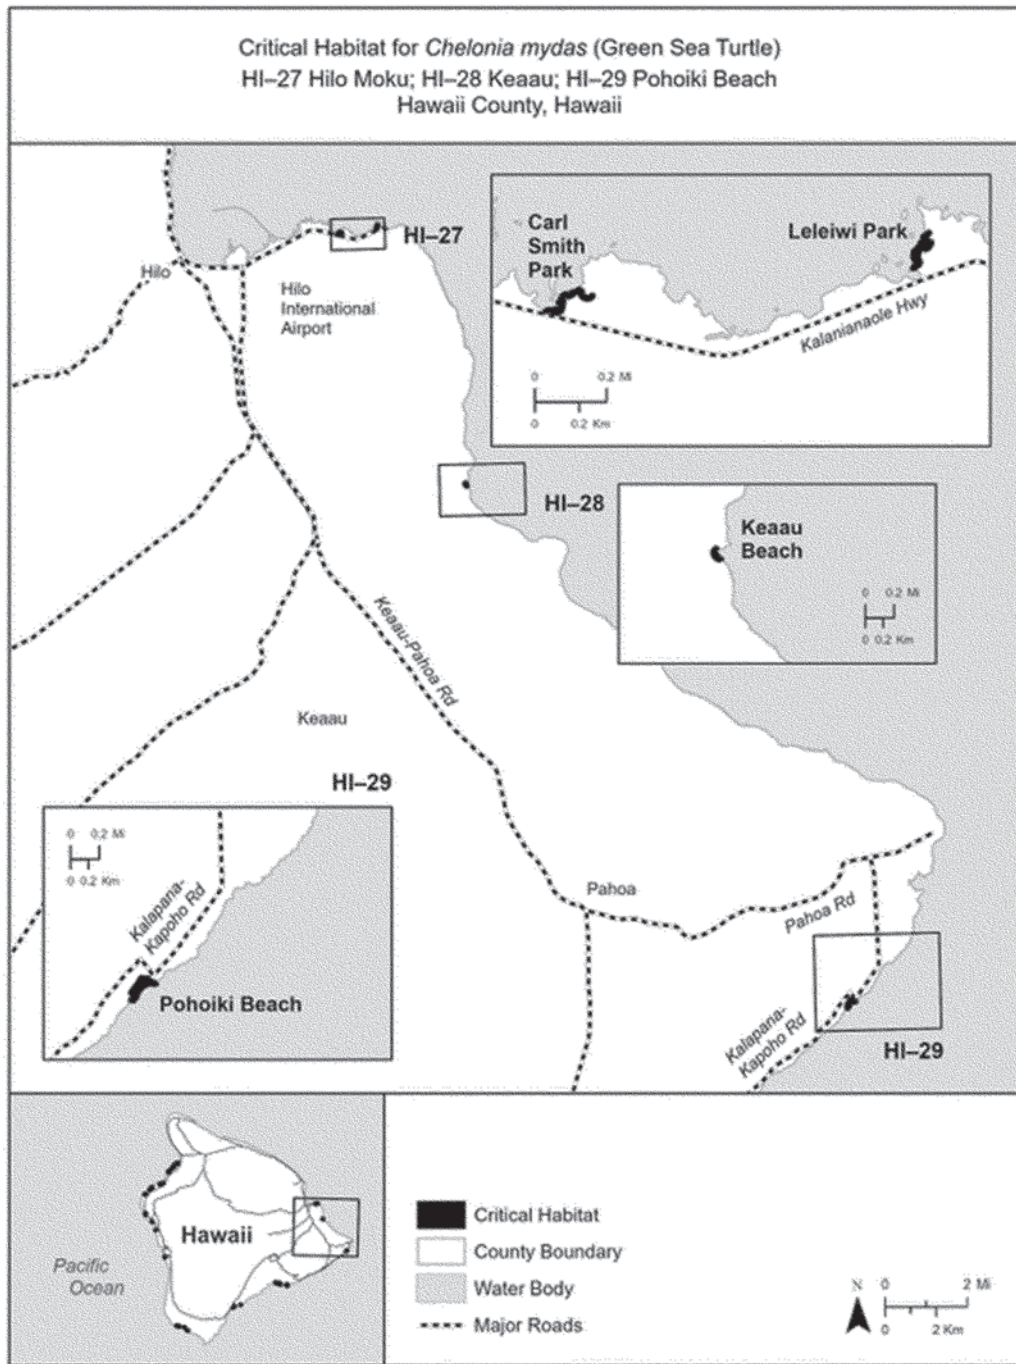 Critical Habitat for Chelonia mydas (Green Sea Turtle)
HI–27 Hilo Moku; HI–28 Keaau; HI–29 Pohoiki Beach
Hawaii County, Hawaii
HI–27
Hilo
Hilo
International
Airport
Carl
Smith
Park
Leleiwi Park
Kalanianaole Hwy
0 0.2 Mi
0 0.2 Km
HI–28
Keaau
Beach
0 0.2 Mi
0 0.2 Km
Keaau-Pahoa Rd
Keaau
HI–29
0 0.2 Mi
0 0.2 Km
Kalapana-
Kapoho Rd
Pohoiki Beach
Pahoa
Pahoa Rd
Kalapana-
Kapoho Rd
HI–29
Hawaii
Pacific
Ocean
Critical Habitat
County Boundary
Water Body
Major Roads
N
0 2 Mi
0 2 Km